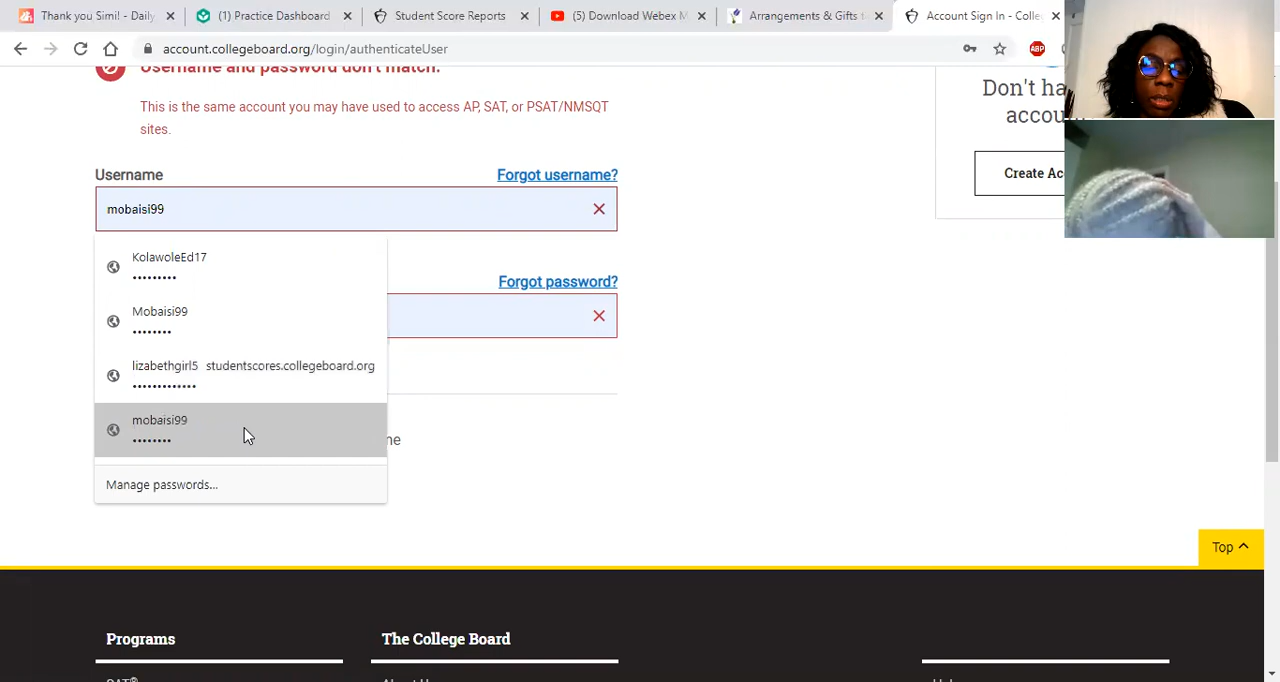 Thank you Simi! - Daily
(1) Practice Dashboard
Student Score Reports
(5) Download Webex M
Arrangements & Gifts t
Account Sign In - Colle
account.collegeboard.org/login/authenticateUser
ABP
Username and password don't match.
This is the same account you may have used to access AP, SAT, or PSAT/NMSQT
sites.
Don't ha
accou
Create Ac
Username
Forgot username?
mobaisi99
KolawoleEd17
•••••••••
Forgot password?
Mobaisi99
••••••••
lizabethgirl5 studentscores.collegeboard.org
•••••••••••••
mobaisi99
••••••••
ne
Manage passwords...
Top
Programs
The College Board